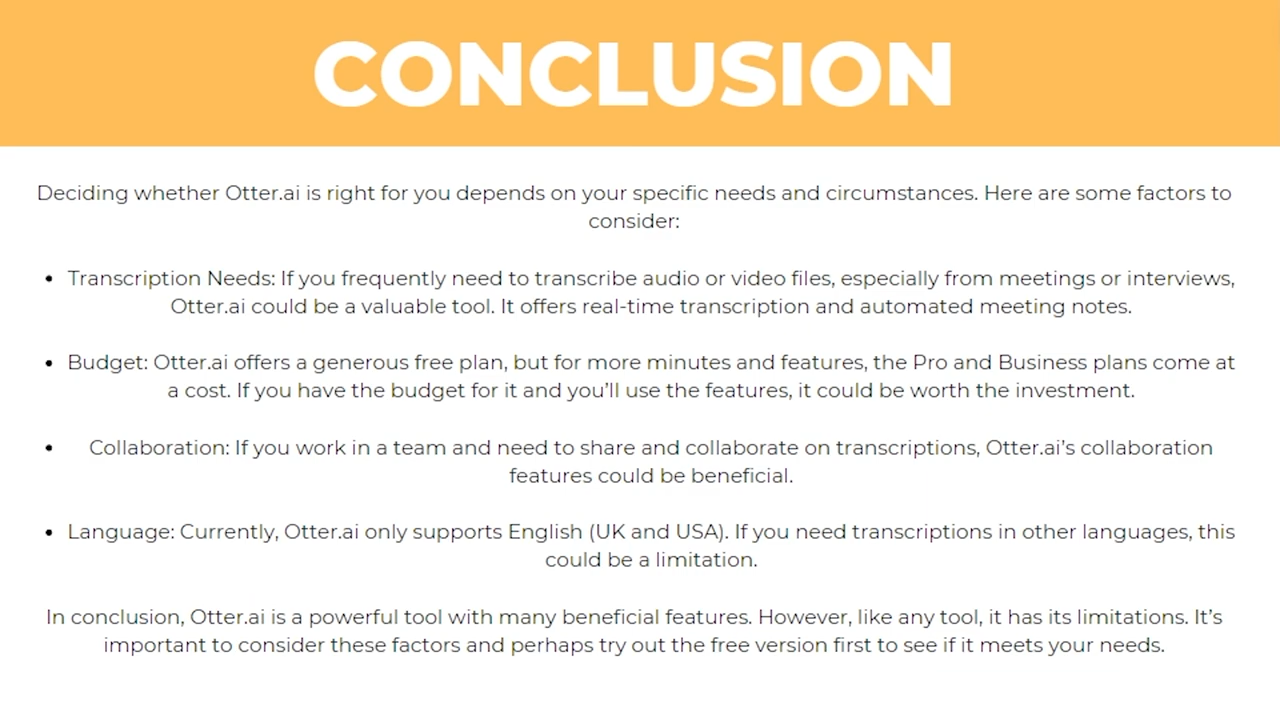 CONCLUSION
Deciding whether Otter.ai is right for you depends on your specific needs and circumstances. Here are some factors to
consider:
• Transcription Needs: If you frequently need to transcribe audio or video files, especially from meetings or interviews,
Otter.ai could be a valuable tool. It offers real-time transcription and automated meeting notes.
• Budget: Otter.ai offers a generous free plan, but for more minutes and features, the Pro and Business plans come at
a cost. If you have the budget for it and you’ll use the features, it could be worth the investment.
• Collaboration: If you work in a team and need to share and collaborate on transcriptions, Otter.ai’s collaboration
features could be beneficial.
• Language: Currently, Otter.ai only supports English (UK and USA). If you need transcriptions in other languages, this
could be a limitation.
In conclusion, Otter.ai is a powerful tool with many beneficial features. However, like any tool, it has its limitations. It’s
important to consider these factors and perhaps try out the free version first to see if it meets your needs.